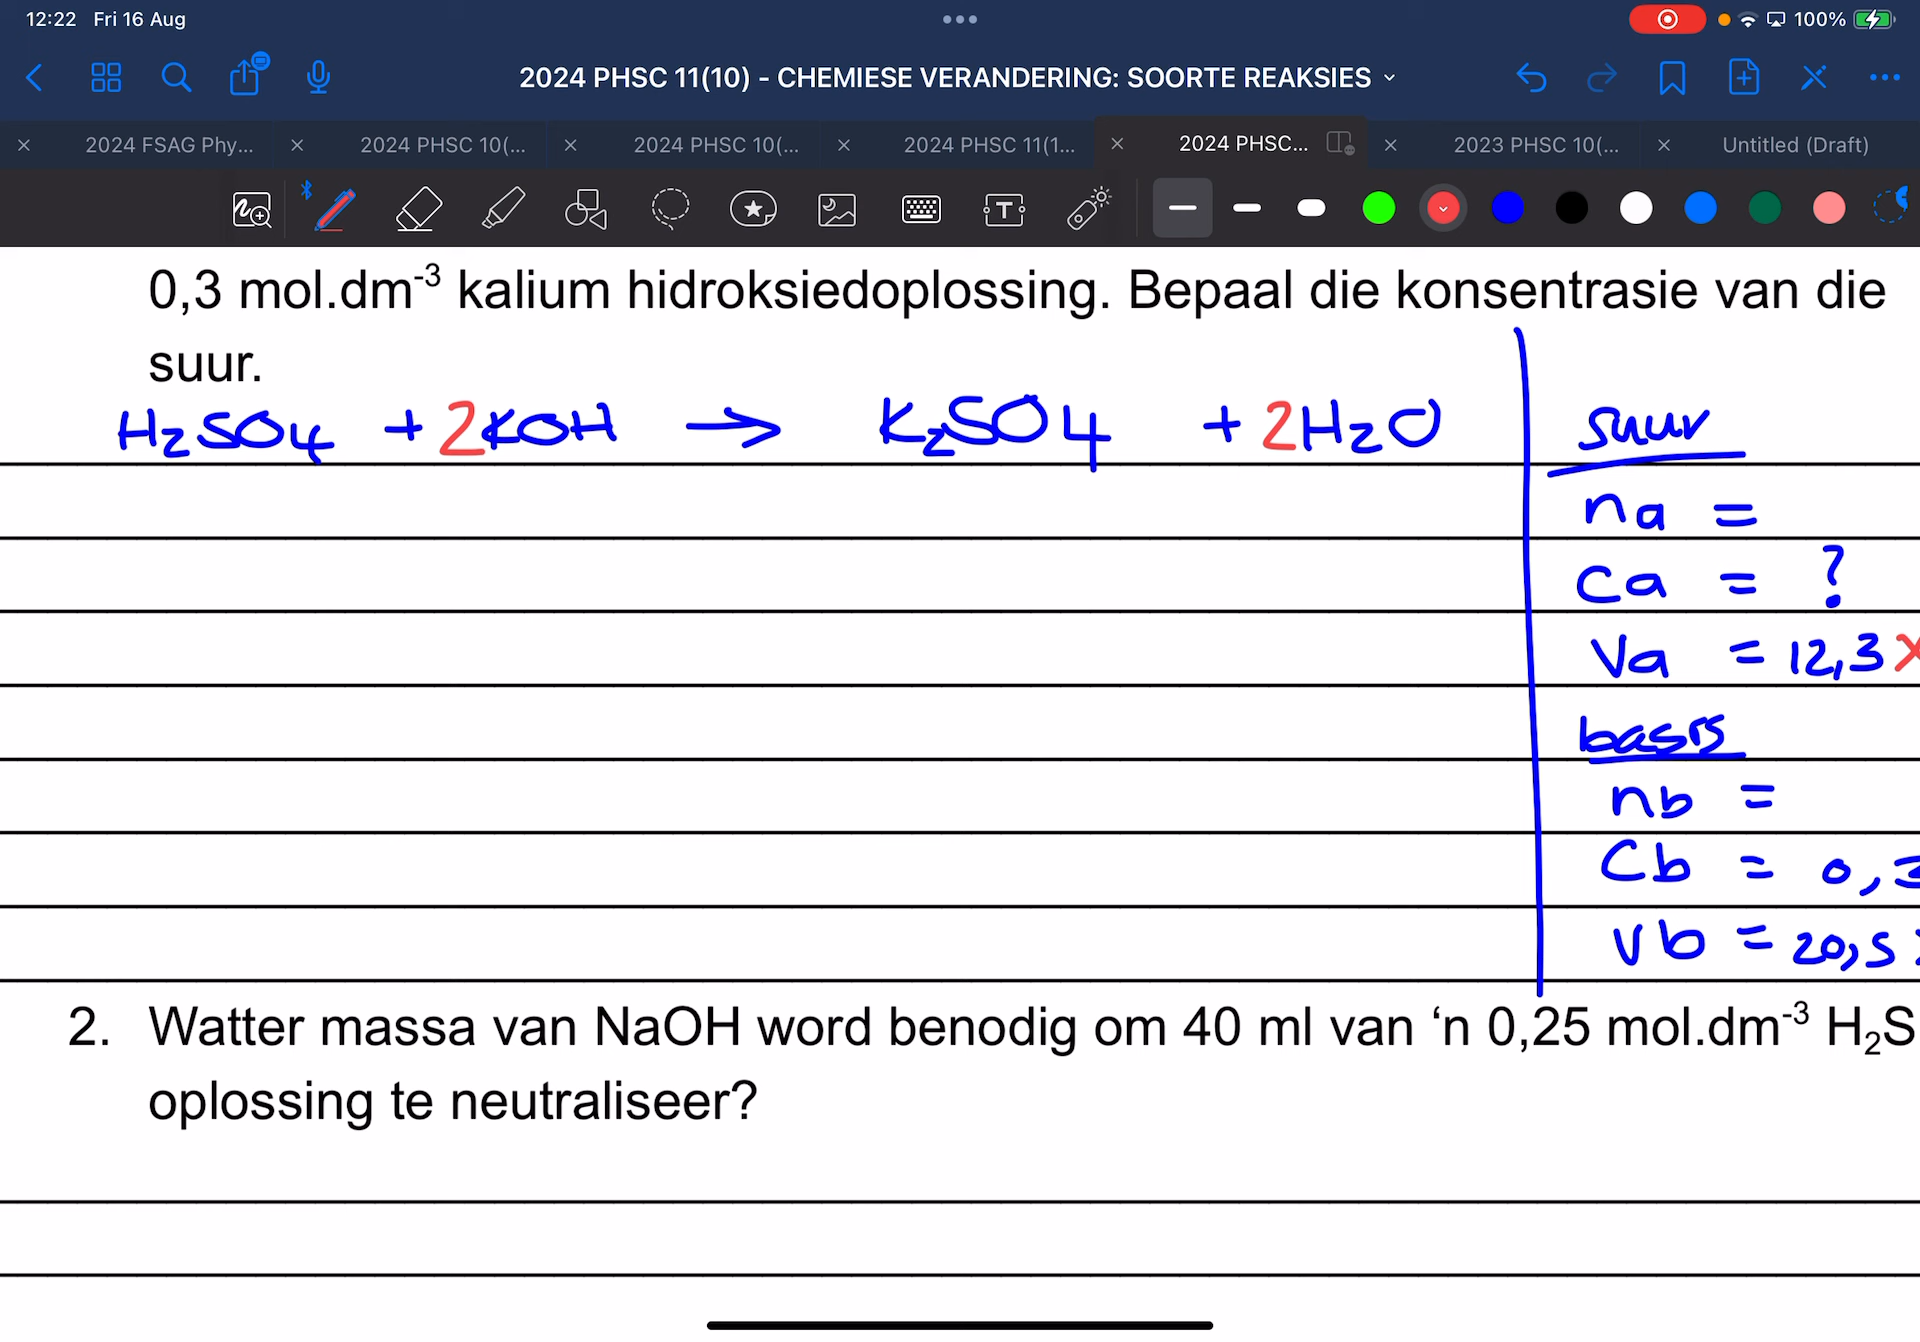 12:22 Fri 16 Aug
100%
2024 PHSC 11(10) - CHEMIESE VERANDERING: SOORTE REAKSIES
2024 FSAG Phy... 2024 PHSC 10(... 2024 PHSC 10(... 2024 PHSC 11(1... 2024 PHSC... 2023 PHSC 10(... Untitled (Draft)
0,3 mol.dm⁻³ kalium hidroksiedoplossing. Bepaal die konsentrasie van die
suur.
H₂SO₄ + 2KOH → K₂SO₄ + 2H₂O
suur
na =
ca = ?
Va = 12,3 x
basis
nb =
Cb = 0,3
Vb = 20,5
2. Watter massa van NaOH word benodig om 40 ml van ‘n 0,25 mol.dm⁻³ H₂S
oplossing te neutraliseer?